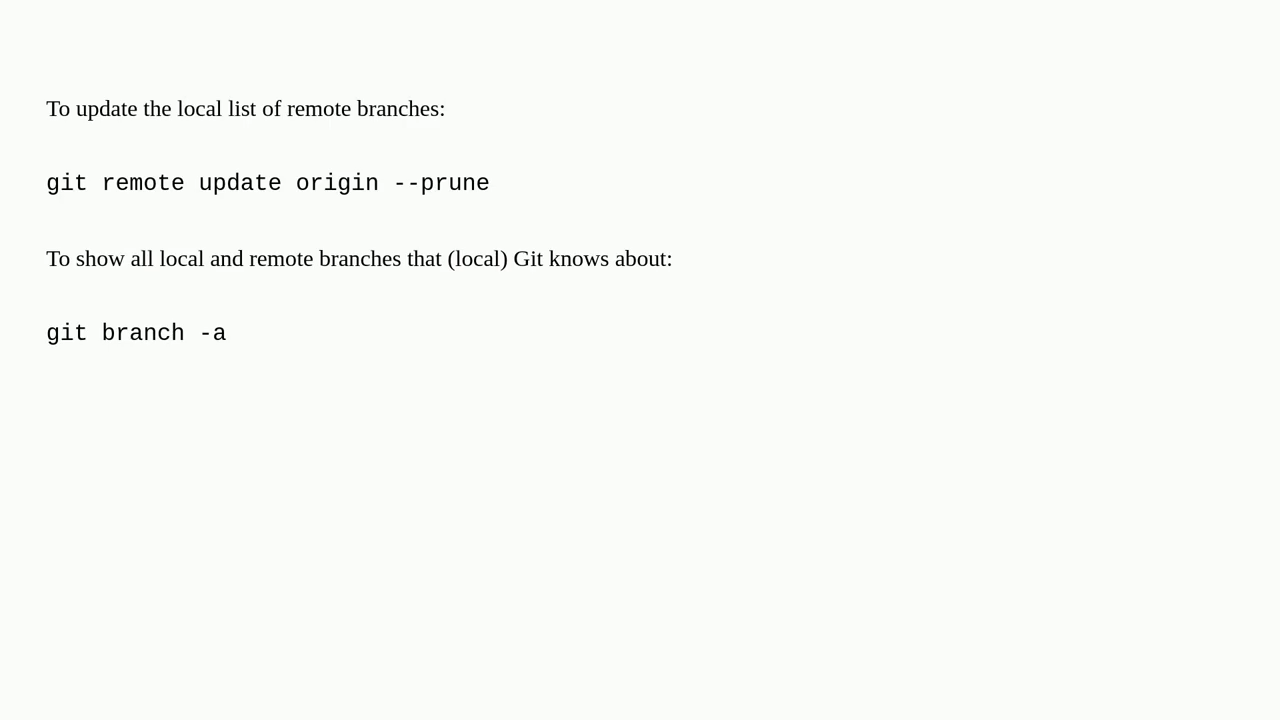 To update the local list of remote branches:
git remote update origin --prune
To show all local and remote branches that (local) Git knows about:
git branch -a